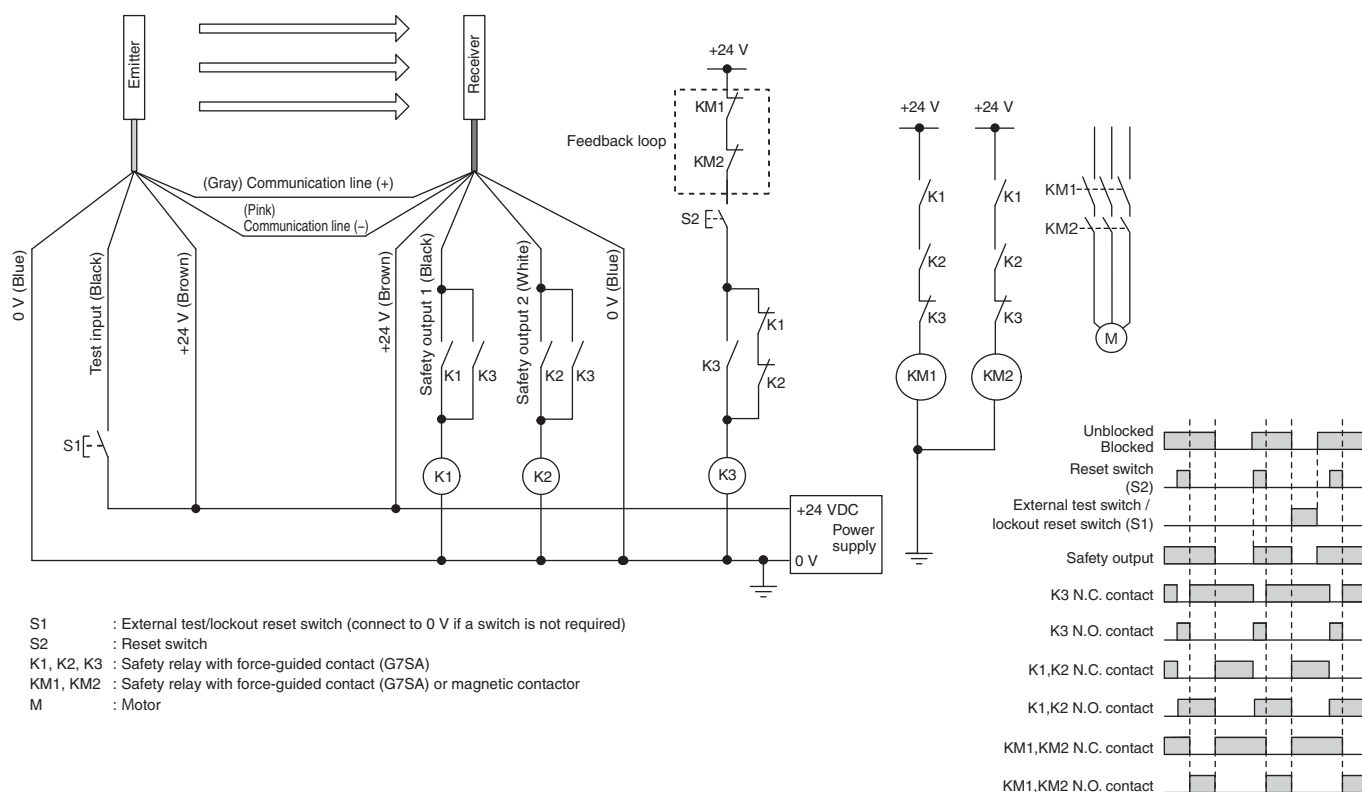 Emitter
Receiver
(Gray) Communication line (+)
(Pink)
Communication line (−)
0 V (Blue)
Test input (Black)
+24 V (Brown)
+24 V (Brown)
Safety output 1 (Black)
Safety output 2 (White)
0 V (Blue)
S1
K1
K3
K2
K3
K1
K2
+24 V
KM1
Feedback loop
KM2
S2
K3
K1
K2
K3
+24 VDC
Power
supply
0 V
+24 V
+24 V
K1
K1
K2
K2
K3
K3
KM1
KM2
KM1
KM2
M
Unblocked
Blocked
Reset switch
(S2)
External test switch /
lockout reset switch (S1)
Safety output
K3 N.C. contact
K3 N.O. contact
K1,K2 N.C. contact
K1,K2 N.O. contact
KM1,KM2 N.C. contact
KM1,KM2 N.O. contact
S1 : External test/lockout reset switch (connect to 0 V if a switch is not required)
S2 : Reset switch
K1, K2, K3 : Safety relay with force-guided contact (G7SA)
KM1, KM2 : Safety relay with force-guided contact (G7SA) or magnetic contactor
M : Motor